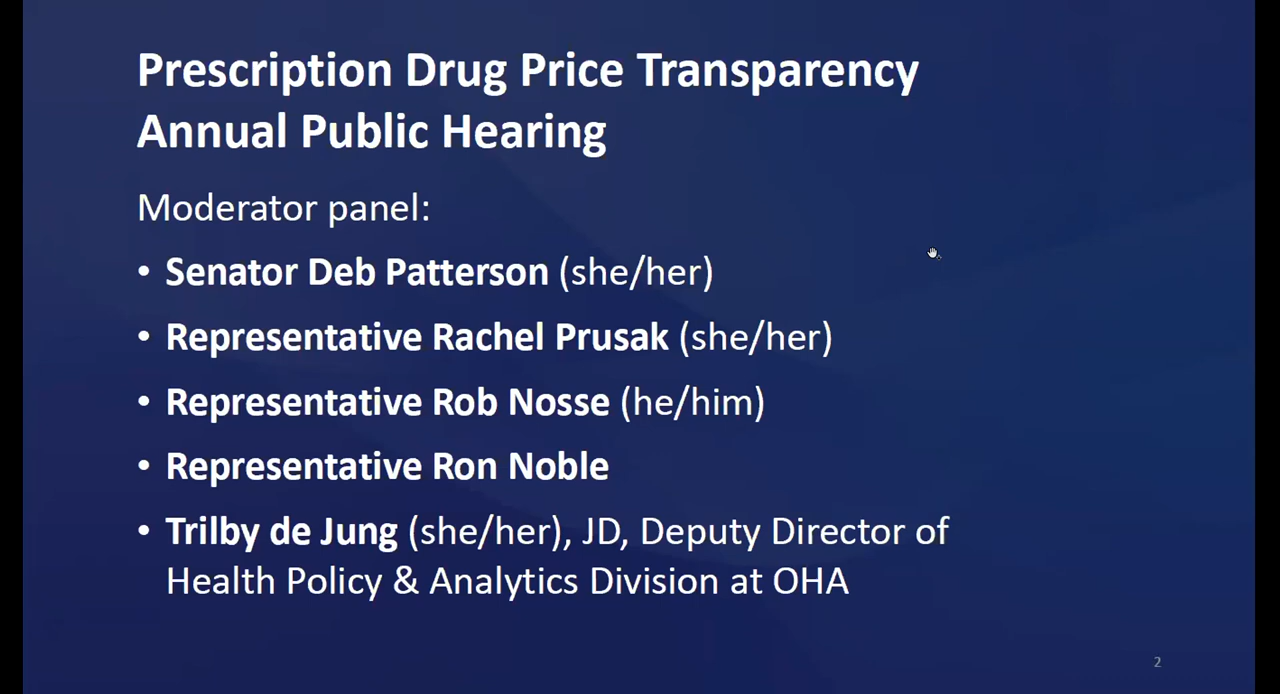 Prescription Drug Price Transparency
Annual Public Hearing
Moderator panel:
• Senator Deb Patterson (she/her)
• Representative Rachel Prusak (she/her)
• Representative Rob Nosse (he/him)
• Representative Ron Noble
• Trilby de Jung (she/her), JD, Deputy Director of
Health Policy & Analytics Division at OHA
2